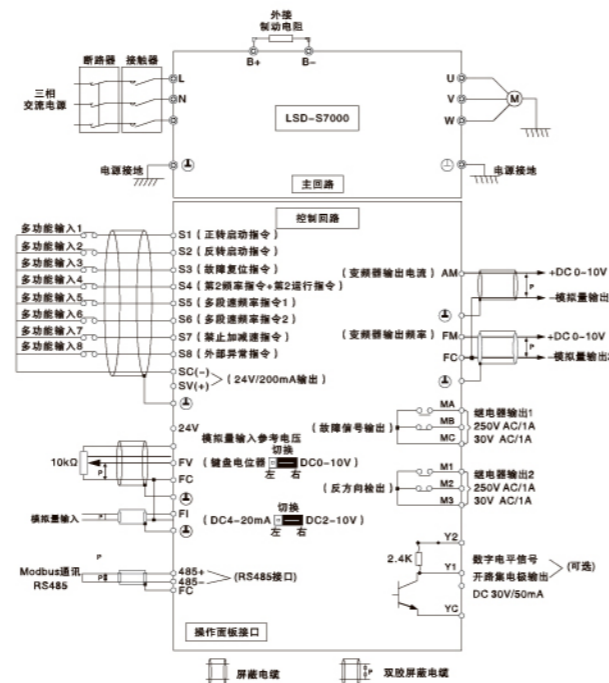 外接
制动电阻
断路器 接触器
B+ B-
L
N
三相
交流电源
LSD-S7000
U
V
W
M
电源接地
电源接地
主回路
控制回路
多功能输入1 S1 (正转启动指令)
多功能输入2 S2 (反转启动指令)
多功能输入3 S3 (故障复位指令)
多功能输入4 S4 (第2频率指令+第2运行指令)
多功能输入5 S5 (多段速频率指令1)
多功能输入6 S6 (多段速频率指令2)
多功能输入7 S7 (禁止加减速指令)
多功能输入8 S8 (外部异常指令)
SC(-)
SV(+)
(24V/200mA输出)
(变频器输出电流) AM
P
+DC 0-10V
-模拟量输出
(变频器输出频率) FM
FC
P
+DC 0-10V
-模拟量输出
24V
模拟量输入参考电压
切换
10kΩ
P
FV (键盘电位器 DC0-10V)
左 右
FC
切换
模拟量输入
FI
(DC4-20mA DC2-10V)
左 右
(故障信号输出)
MA
MB
MC
继电器输出1
250V AC/1A
30V AC/1A
(反方向检出)
M1
M2
M3
继电器输出2
250V AC/1A
30V AC/1A
2.4K
Y2
Y1
YC
数字电平信号
开路集电极输出
DC 30V/50mA
(可选)
P
Modbus通讯
RS485
P
485+
485-
FC
(RS485接口)
操作面板接口
屏蔽电缆
P
双胶屏蔽电缆